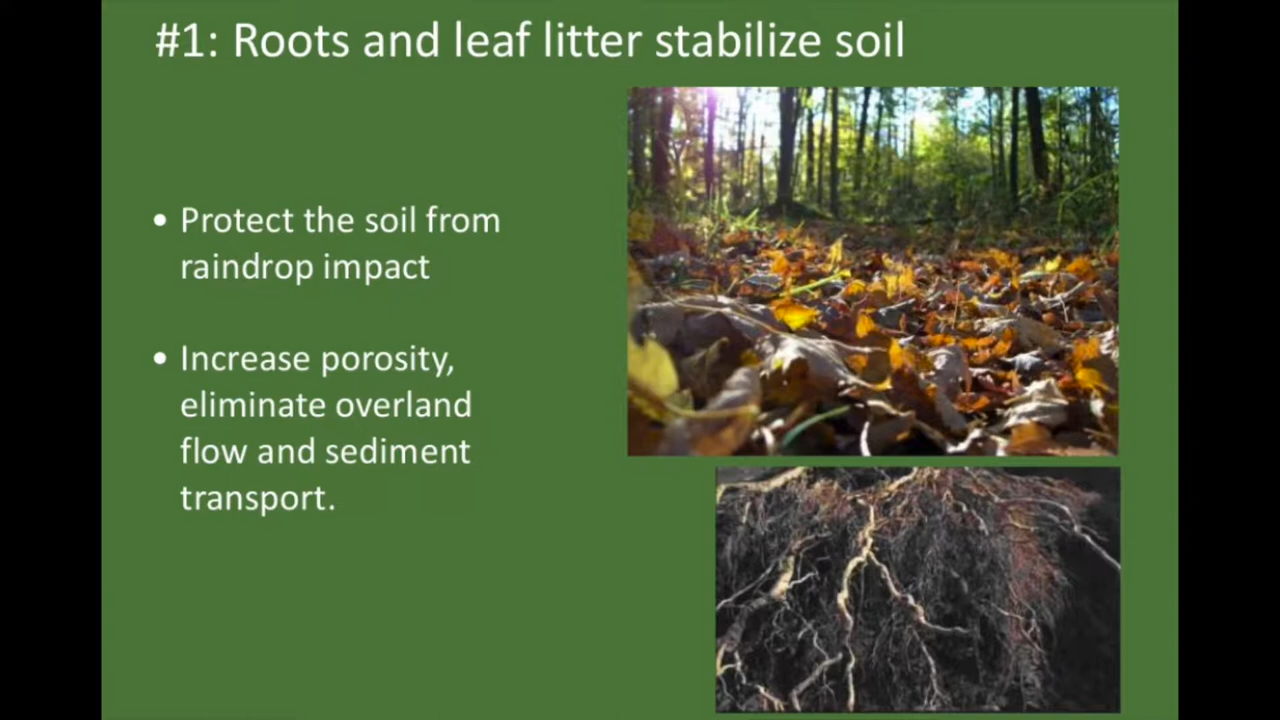 #1: Roots and leaf litter stabilize soil
• Protect the soil from
raindrop impact
• Increase porosity,
eliminate overland
flow and sediment
transport.